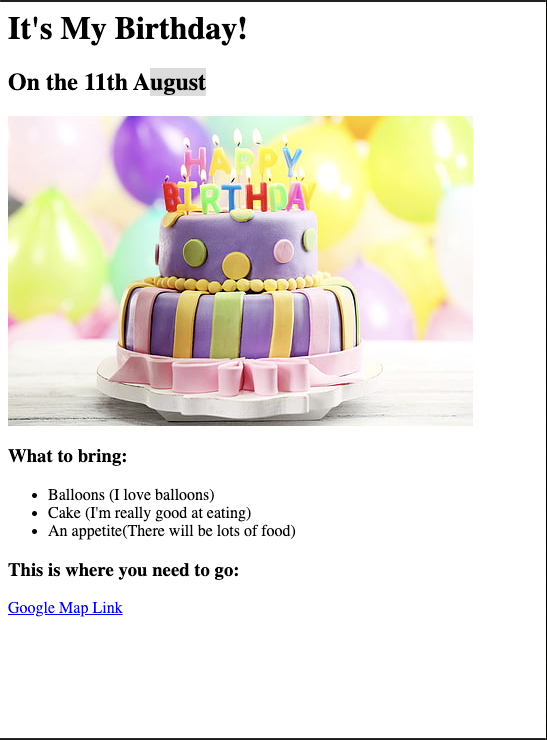 It's My Birthday!
On the 11th August
HAPPY
BIRTHDAY
What to bring:
Balloons (I love balloons)
Cake (I'm really good at eating)
An appetite(There will be lots of food)
This is where you need to go:
Google Map Link